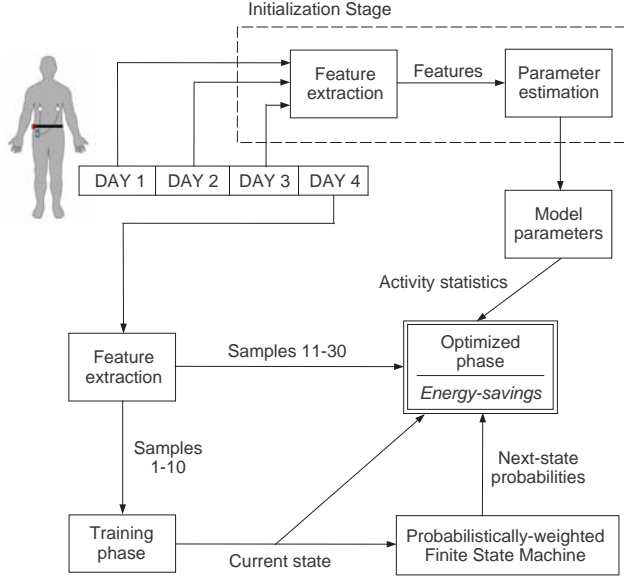 Initialization Stage
Feature
extraction
Features
Parameter
estimation
DAY 1
DAY 2
DAY 3
DAY 4
Model
parameters
Activity statistics
Feature
extraction
Samples 11-30
Optimized
phase
Energy-savings
Samples
1-10
Next-state
probabilities
Training
phase
Current state
Probabilistically-weighted
Finite State Machine